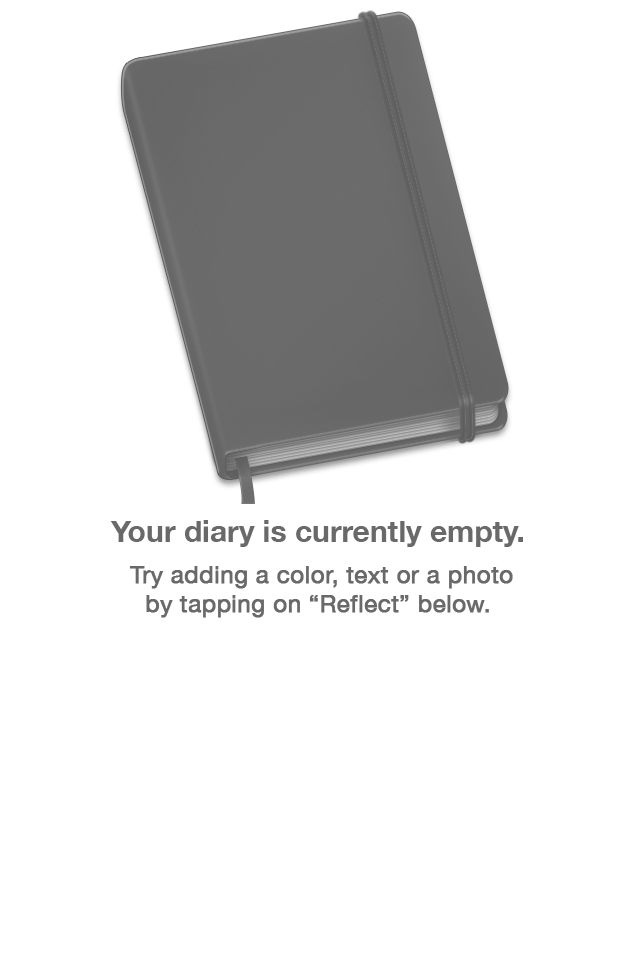 Your diary is currently empty.
Try adding a color, text or a photo
by tapping on “Reflect” below.